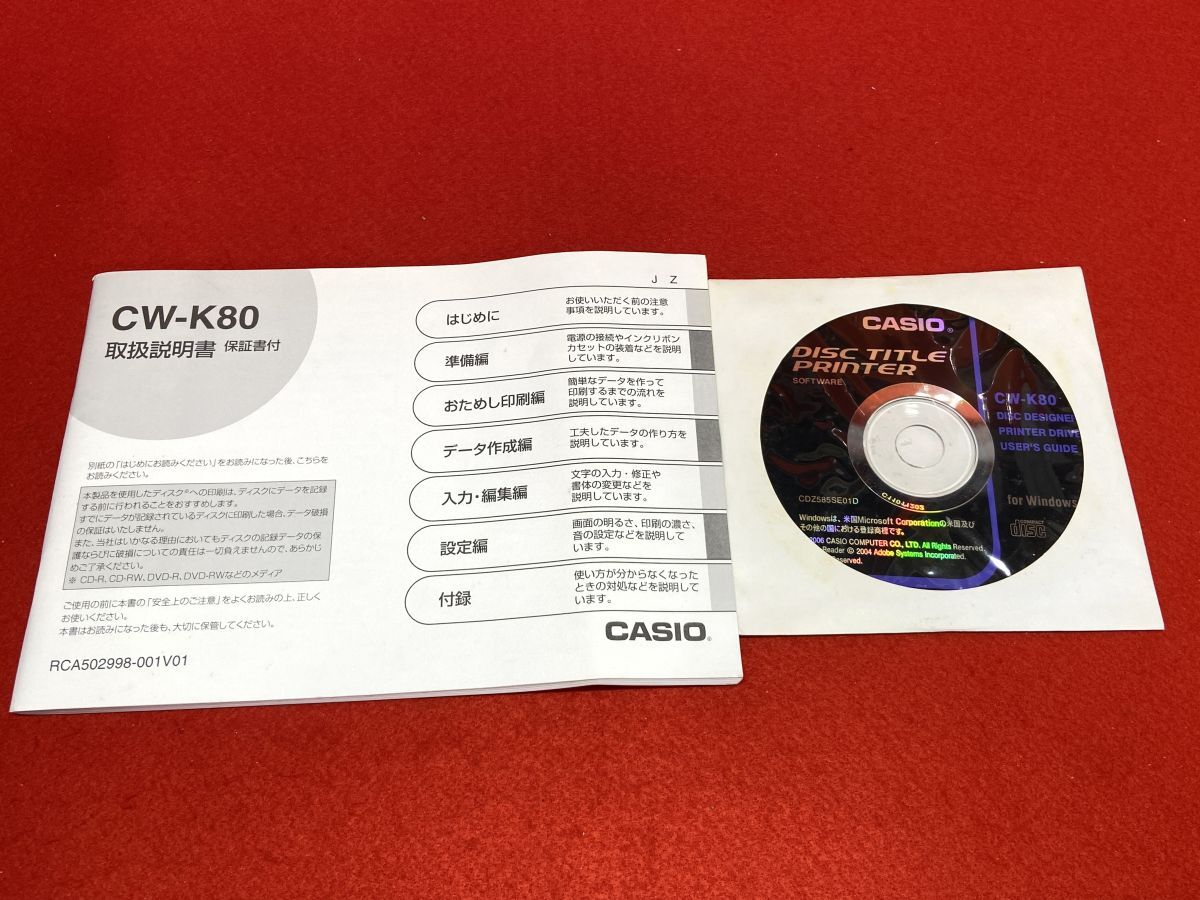 CW-K80
取扱説明書 保証書付
別紙の「はじめにお読みください」をお読みになった後、こちらを
お読みください。
本製品を使用したディスク※への印刷は、ディスクにデータを記録
する前に行われることをおすすめします。
すでにデータが記録されているディスクに印刷した場合、データ破損
の保証はいたしません。
また、当社はいかなる理由においてもディスクの記録データの保
護ならびに破損についての責任は一切負えませんので、あらかじ
めご了承ください。
※ CD-R, CD-RW, DVD-R, DVD-RWなどのメディア
ご使用の前に本書の「安全上のご注意」をよくお読みの上、正しく
お使いください。
本書はお読みになった後も、大切に保管してください。
RCA502998-001V01
J Z
はじめに
お使いいただく前の注意
事項を説明しています。
準備編
電源の接続やインクリボン
カセットの装着などを説明
しています。
おためし印刷編
簡単なデータを作って
印刷するまでの流れを
説明しています。
データ作成編
工夫したデータの作り方を
説明しています。
入力・編集編
文字の入力・修正や
書体の変更などを
説明しています。
設定編
画面の明るさ、印刷の濃さ、
音の設定などを説明して
います。
付録
使い方が分からなくなった
ときの対処などを説明して
います。
CASIO®
CASIO®
DISC TITLE
PRINTER
SOFTWARE
CW-K80
DISC DESIGNE
PRINTER DRIVE
USER'S GUIDE
for Windows
CDZ585SE01D
COMPACT
disc
Windowsは、米国Microsoft Corporationの米国及び
その他の国における登録商標です。
2006 CASIO COMPUTER CO., LTD. All Rights Reserved.
Reader © 2004 Adobe Systems Incorporated.
served.